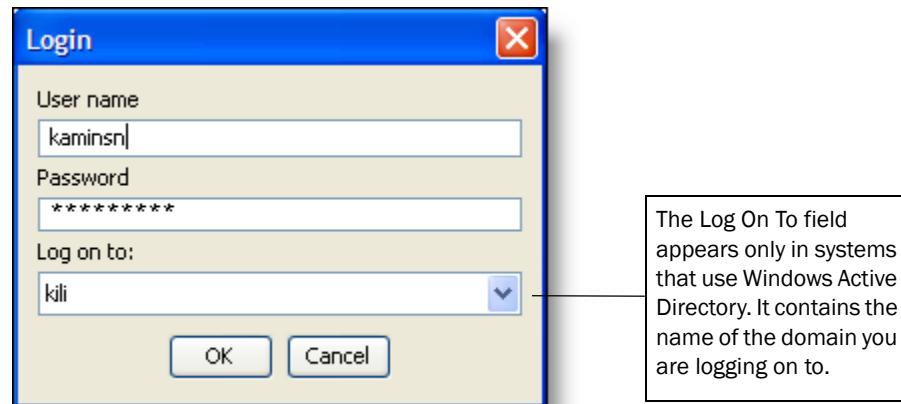 Login
User name
kaminsn
Password
*********
Log on to:
kili
OK
Cancel
The Log On To field
appears only in systems
that use Windows Active
Directory. It contains the
name of the domain you
are logging on to.